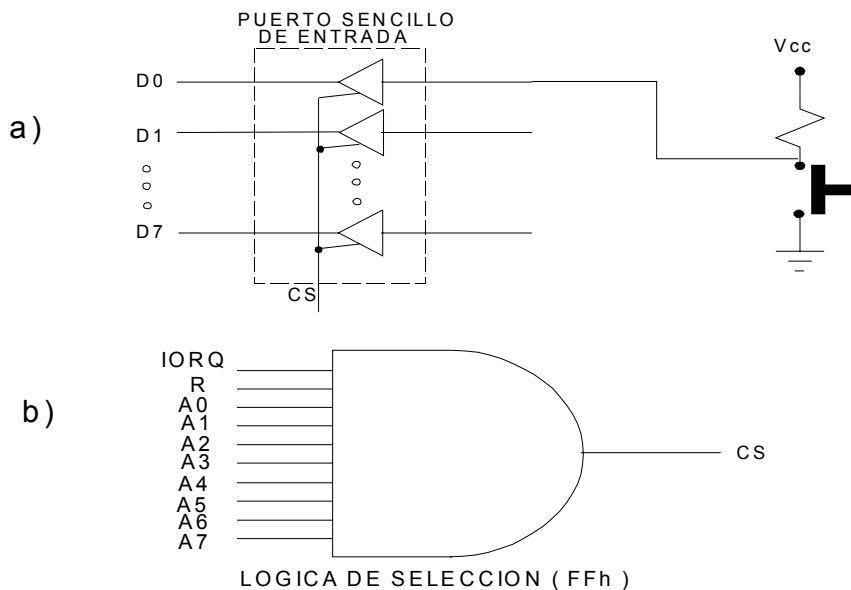 PUERTO SENCILLO
DE ENTRADA
Vcc
D0
a)
D1
D7
CS
IORQ
R
A0
b)
A1
A2
A3
CS
A4
A5
A6
A7
LOGICA DE SELECCION ( FFh )